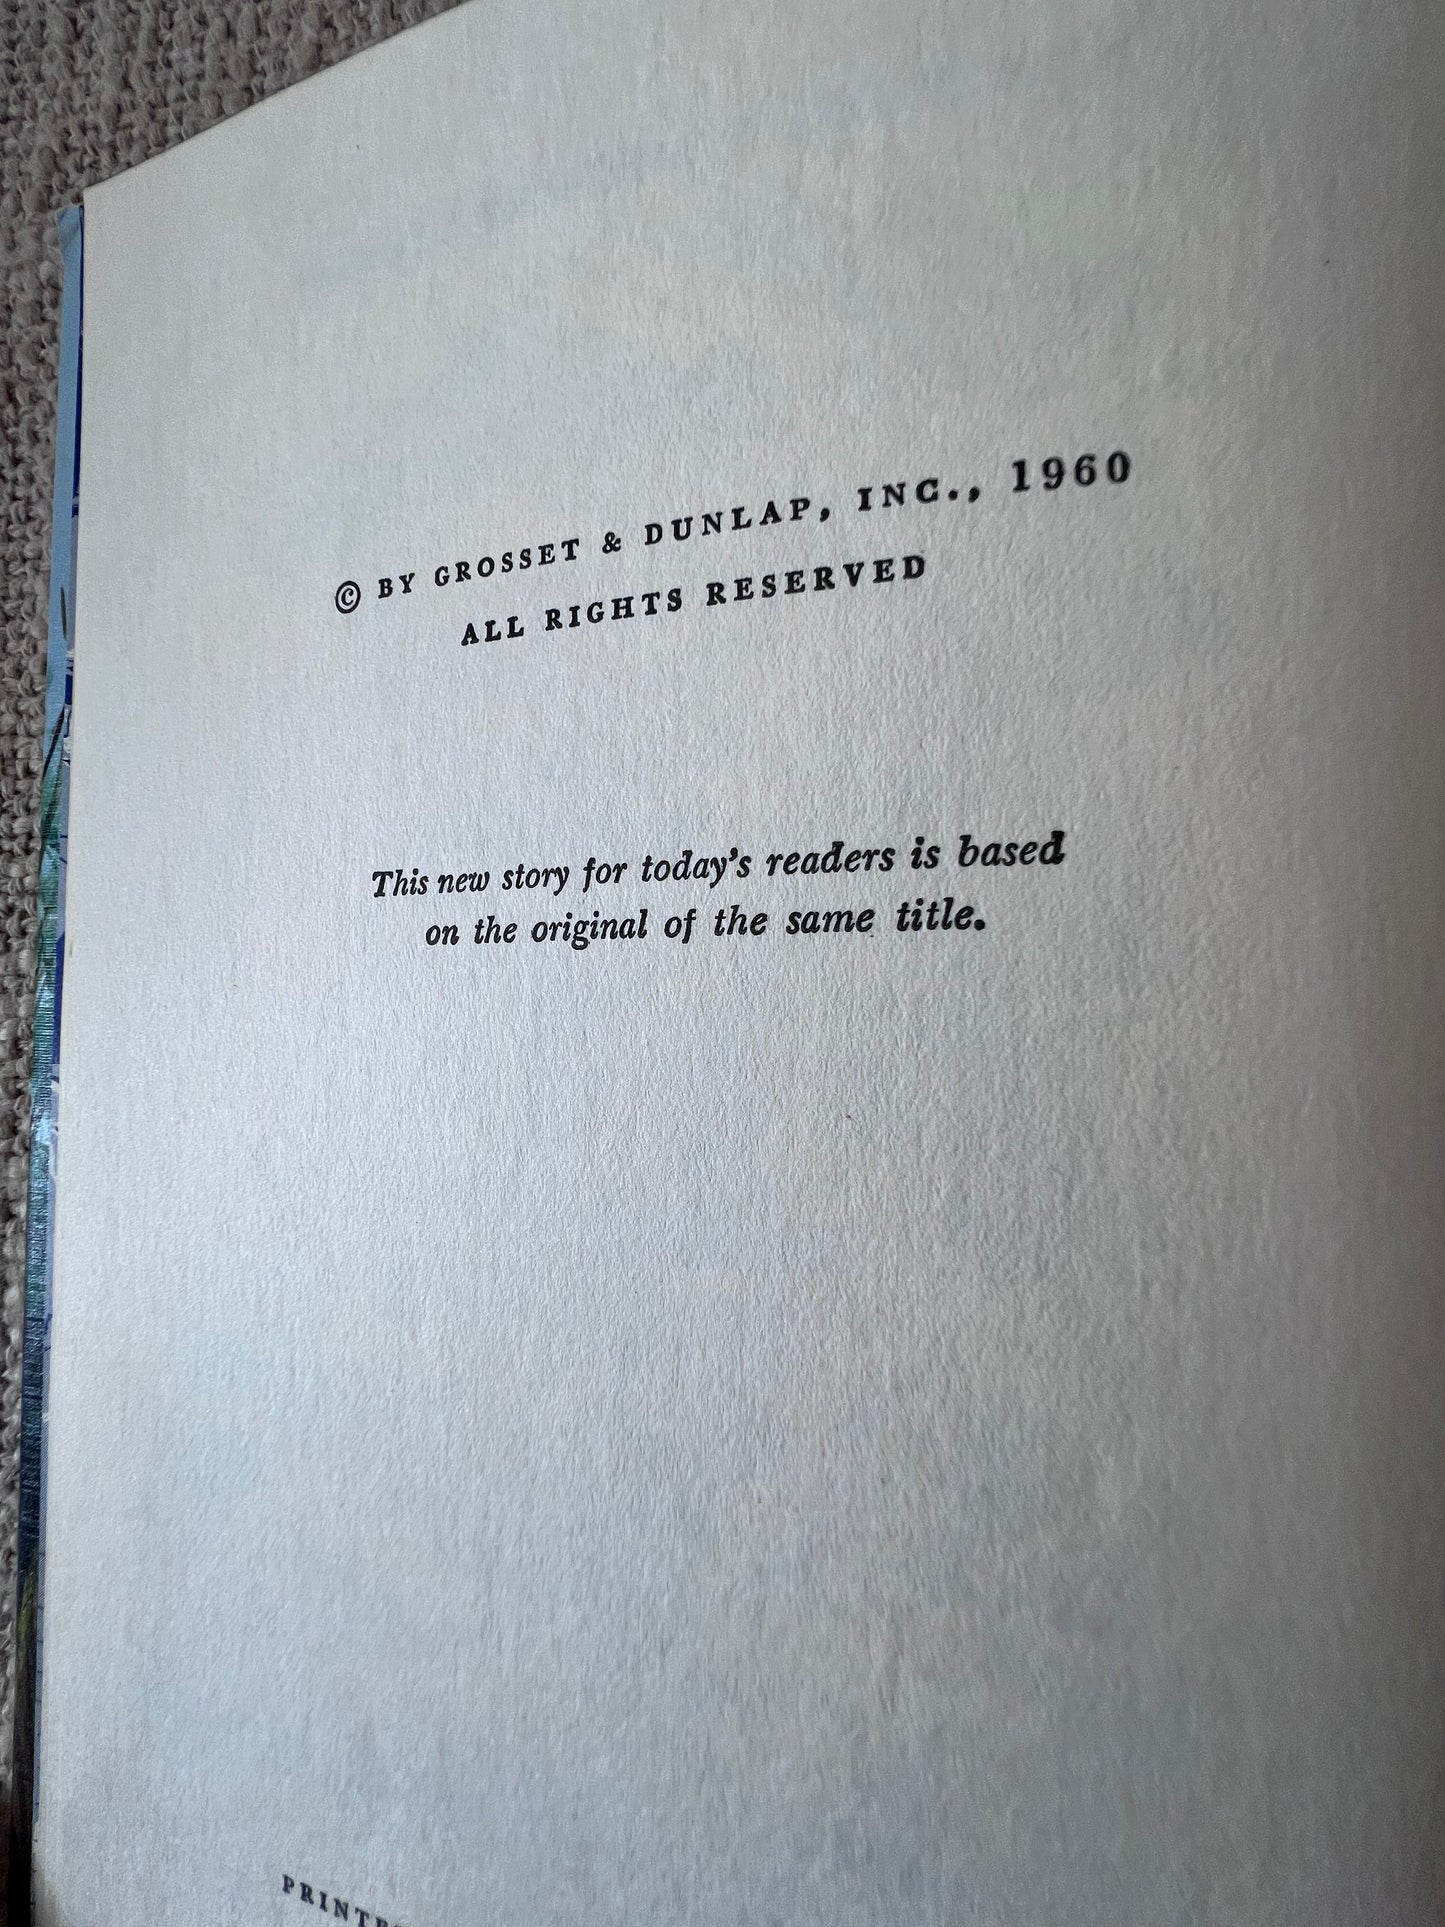 © BY GROSSET & DUNLAP, INC., 1960
ALL RIGHTS RESERVED
This new story for today's readers is based
on the original of the same title.